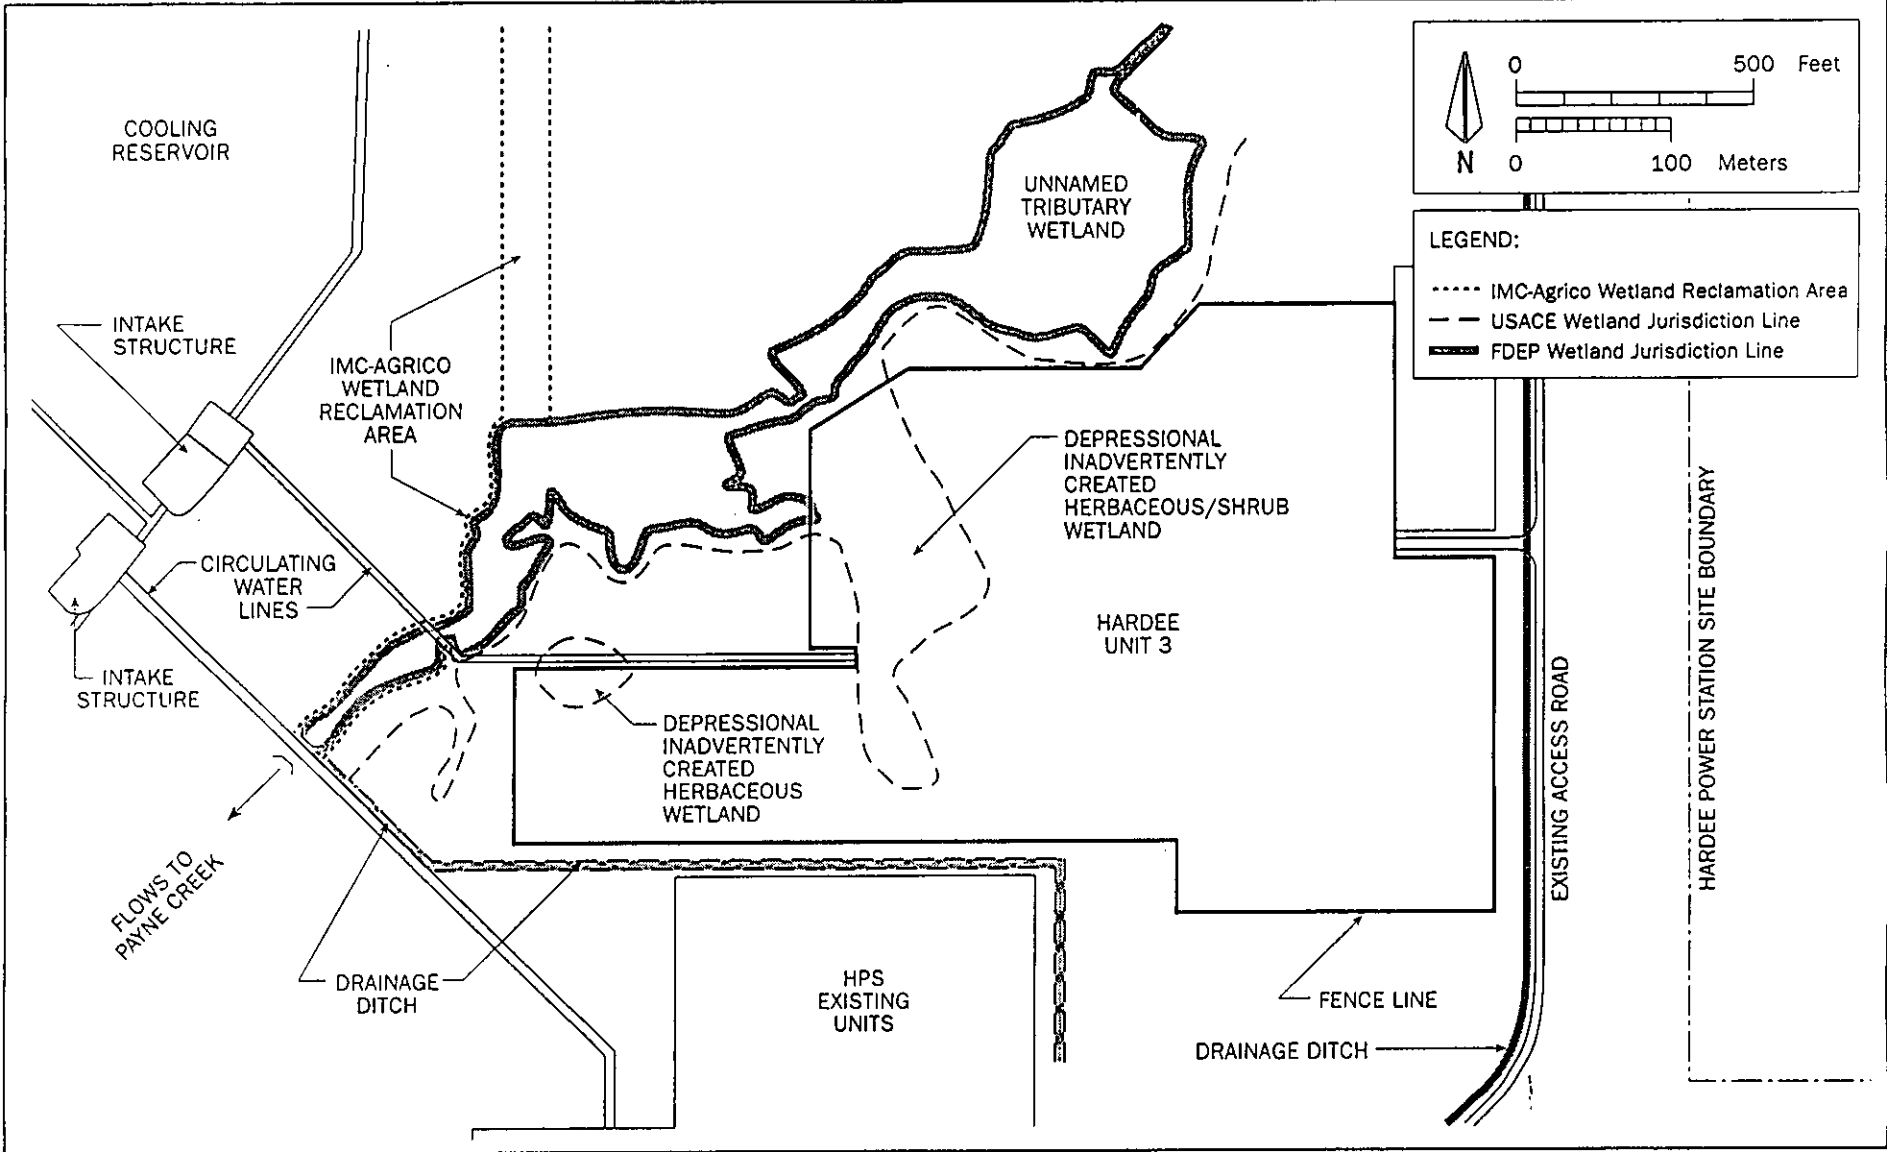 COOLING
RESERVOIR
INTAKE
STRUCTURE
IMC-AGRICO
WETLAND
RECLAMATION
AREA
UNNAMED
TRIBUTARY
WETLAND
0 500 Feet
N
0 100 Meters
LEGEND:
IMC-Agrico Wetland Reclamation Area
USACE Wetland Jurisdiction Line
FDEP Wetland Jurisdiction Line
DEPRESSIONAL
INADVERTENTLY
CREATED
HERBACEOUS/SHRUB
WETLAND
CIRCULATING
WATER
LINES
HARDEE
UNIT 3
INTAKE
STRUCTURE
DEPRESSIONAL
INADVERTENTLY
CREATED
HERBACEOUS
WETLAND
EXISTING ACCESS ROAD
HARDEE POWER STATION SITE BOUNDARY
FLOWS TO
PAYNE CREEK
DRAINAGE
DITCH
HPS
EXISTING
UNITS
FENCE LINE
DRAINAGE DITCH